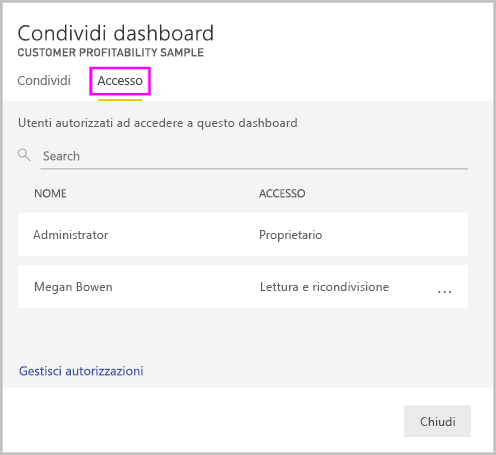 Condividi dashboard
CUSTOMER PROFITABILITY SAMPLE
Condividi Accesso
Utenti autorizzati ad accedere a questo dashboard
Search
NOME ACCESSO
Administrator Proprietario
Megan Bowen Lettura e ricondivisione ...
Gestisci autorizzazioni
Chiudi